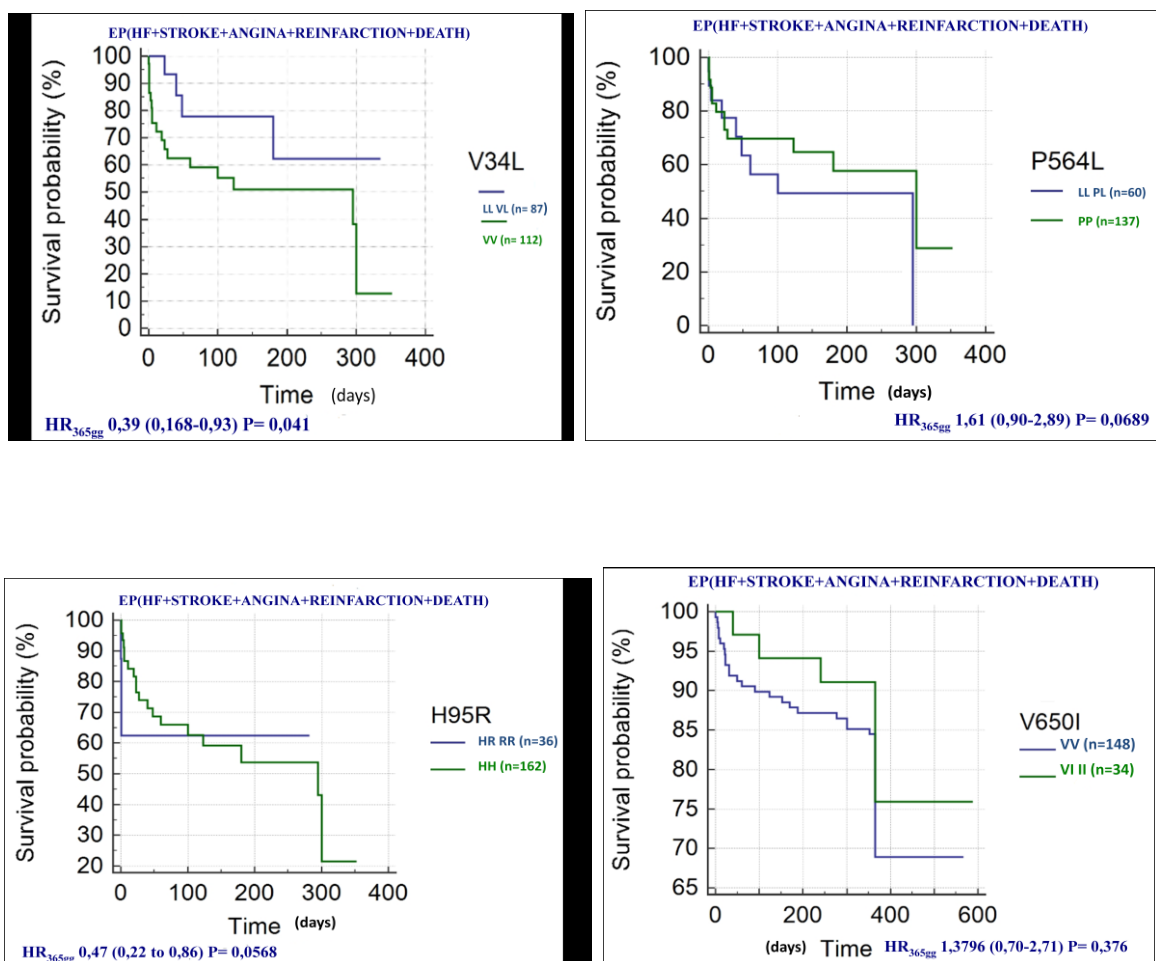 EP(HF+STROKE+ANGINA+REINFARCTION+DEATH)
Survival probability (%)
100
90
80
70
60
50
40
30
20
10
0
0 100 200 300 400
Time (days)
V34L
LL VL (n= 87)
VV (n= 112)
HR365gg 0,39 (0,168-0,93) P= 0,041
EP(HF+STROKE+ANGINA+REINFARCTION+DEATH)
Survival probability (%)
100
80
60
40
20
0
0 100 200 300 400
Time (days)
P564L
LL PL (n=60)
PP (n=137)
HR365gg 1,61 (0,90-2,89) P= 0,0689
EP(HF+STROKE+ANGINA+REINFARCTION+DEATH)
Survival probability (%)
100
90
80
70
60
50
40
30
20
0 100 200 300 400
Time (days)
H95R
HR RR (n=36)
HH (n=162)
HR365gg 0,47 (0,22 to 0,86) P= 0,0568
EP(HF+STROKE+ANGINA+REINFARCTION+DEATH)
Survival probability (%)
100
95
90
85
80
75
70
65
0 200 400 600
(days) Time
V650I
VV (n=148)
VI II (n=34)
HR365gg 1,3796 (0,70-2,71) P= 0,376